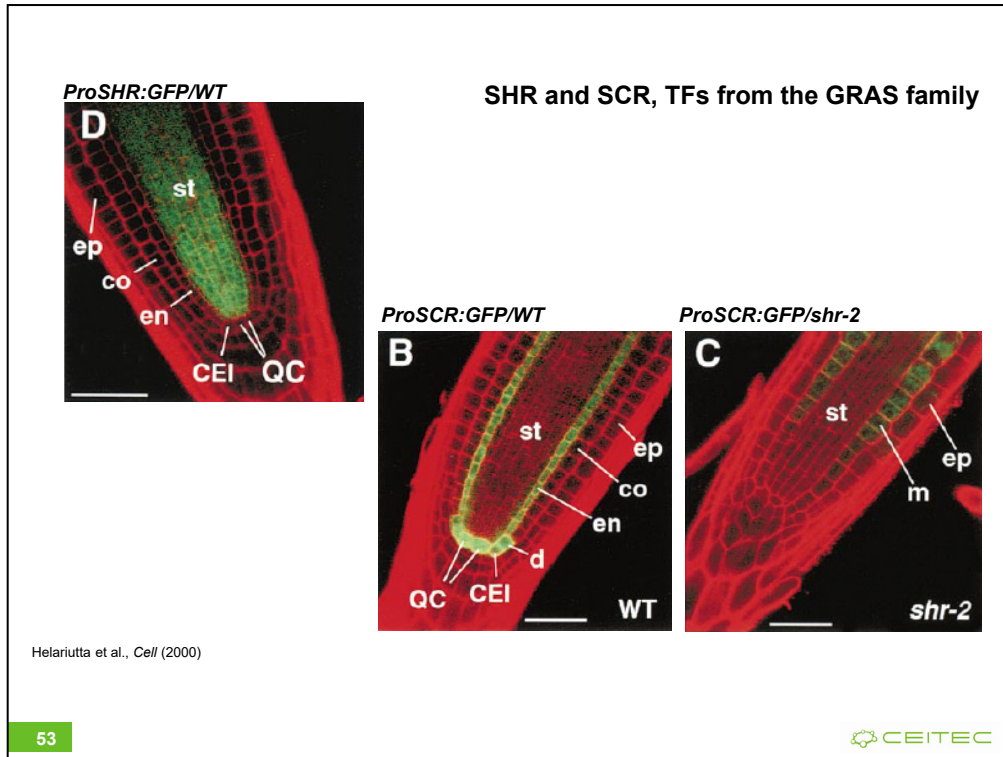 ProSHR:GFP/WT
SHR and SCR, TFs from the GRAS family
D
st
ep
co
en
CEI QC
ProSCR:GFP/WT
B
st
ep
co
en
d
QC CEI
WT
ProSCR:GFP/shr-2
C
st
ep
m
shr-2
Helariutta et al., Cell (2000)
53
CEITEC